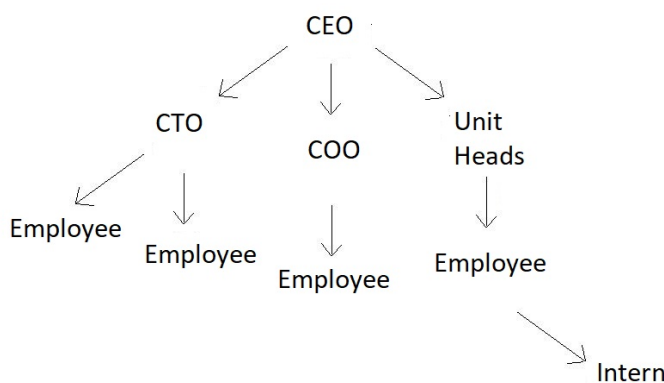 CEO
CTO
COO
Unit
Heads
Employee
Employee
Employee
Employee
Intern